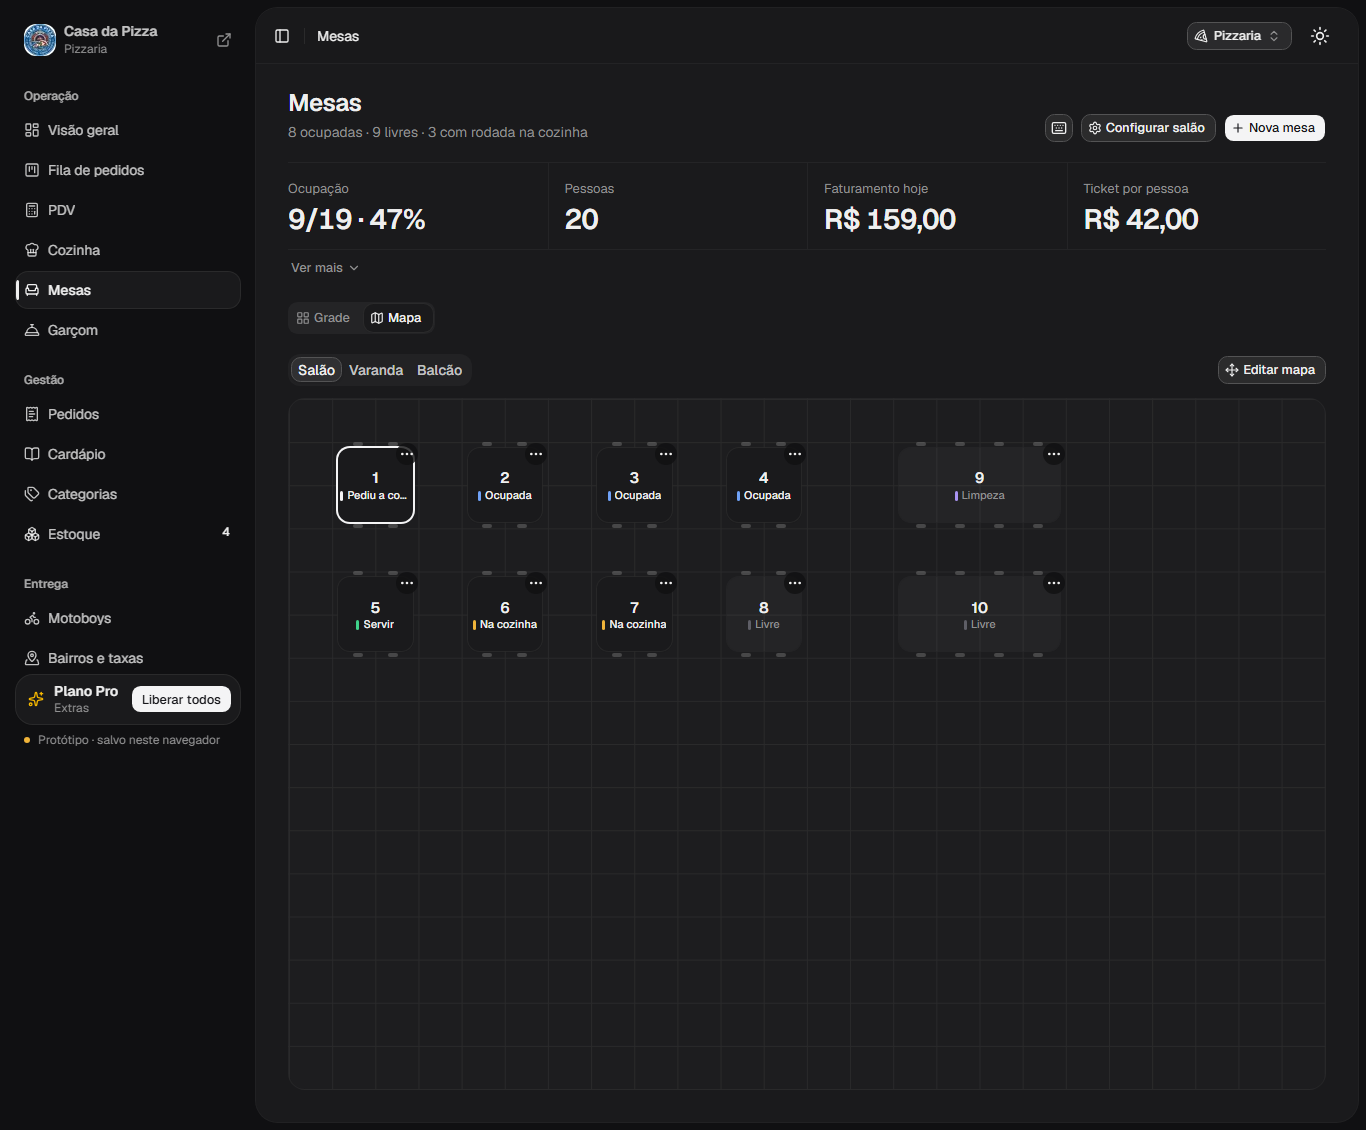 Casa da Pizza
Pizzaria
Operação
Visão geral
Fila de pedidos
PDV
Cozinha
Mesas
Garçom
Gestão
Pedidos
Cardápio
Categorias
Estoque 4
Entrega
Motoboys
Bairros e taxas
Plano Pro
Extras
Liberar todos
Protótipo · salvo neste navegador
Mesas
Pizzaria
Mesas
8 ocupadas · 9 livres · 3 com rodada na cozinha
Configurar salão
+ Nova mesa
Ocupação
9/19 · 47%
Pessoas
20
Faturamento hoje
R$ 159,00
Ticket por pessoa
R$ 42,00
Ver mais
Grade
Mapa
Salão Varanda Balcão
Editar mapa
1
Pediu a co...
2
Ocupada
3
Ocupada
4
Ocupada
9
Limpeza
5
Servir
6
Na cozinha
7
Na cozinha
8
Livre
10
Livre